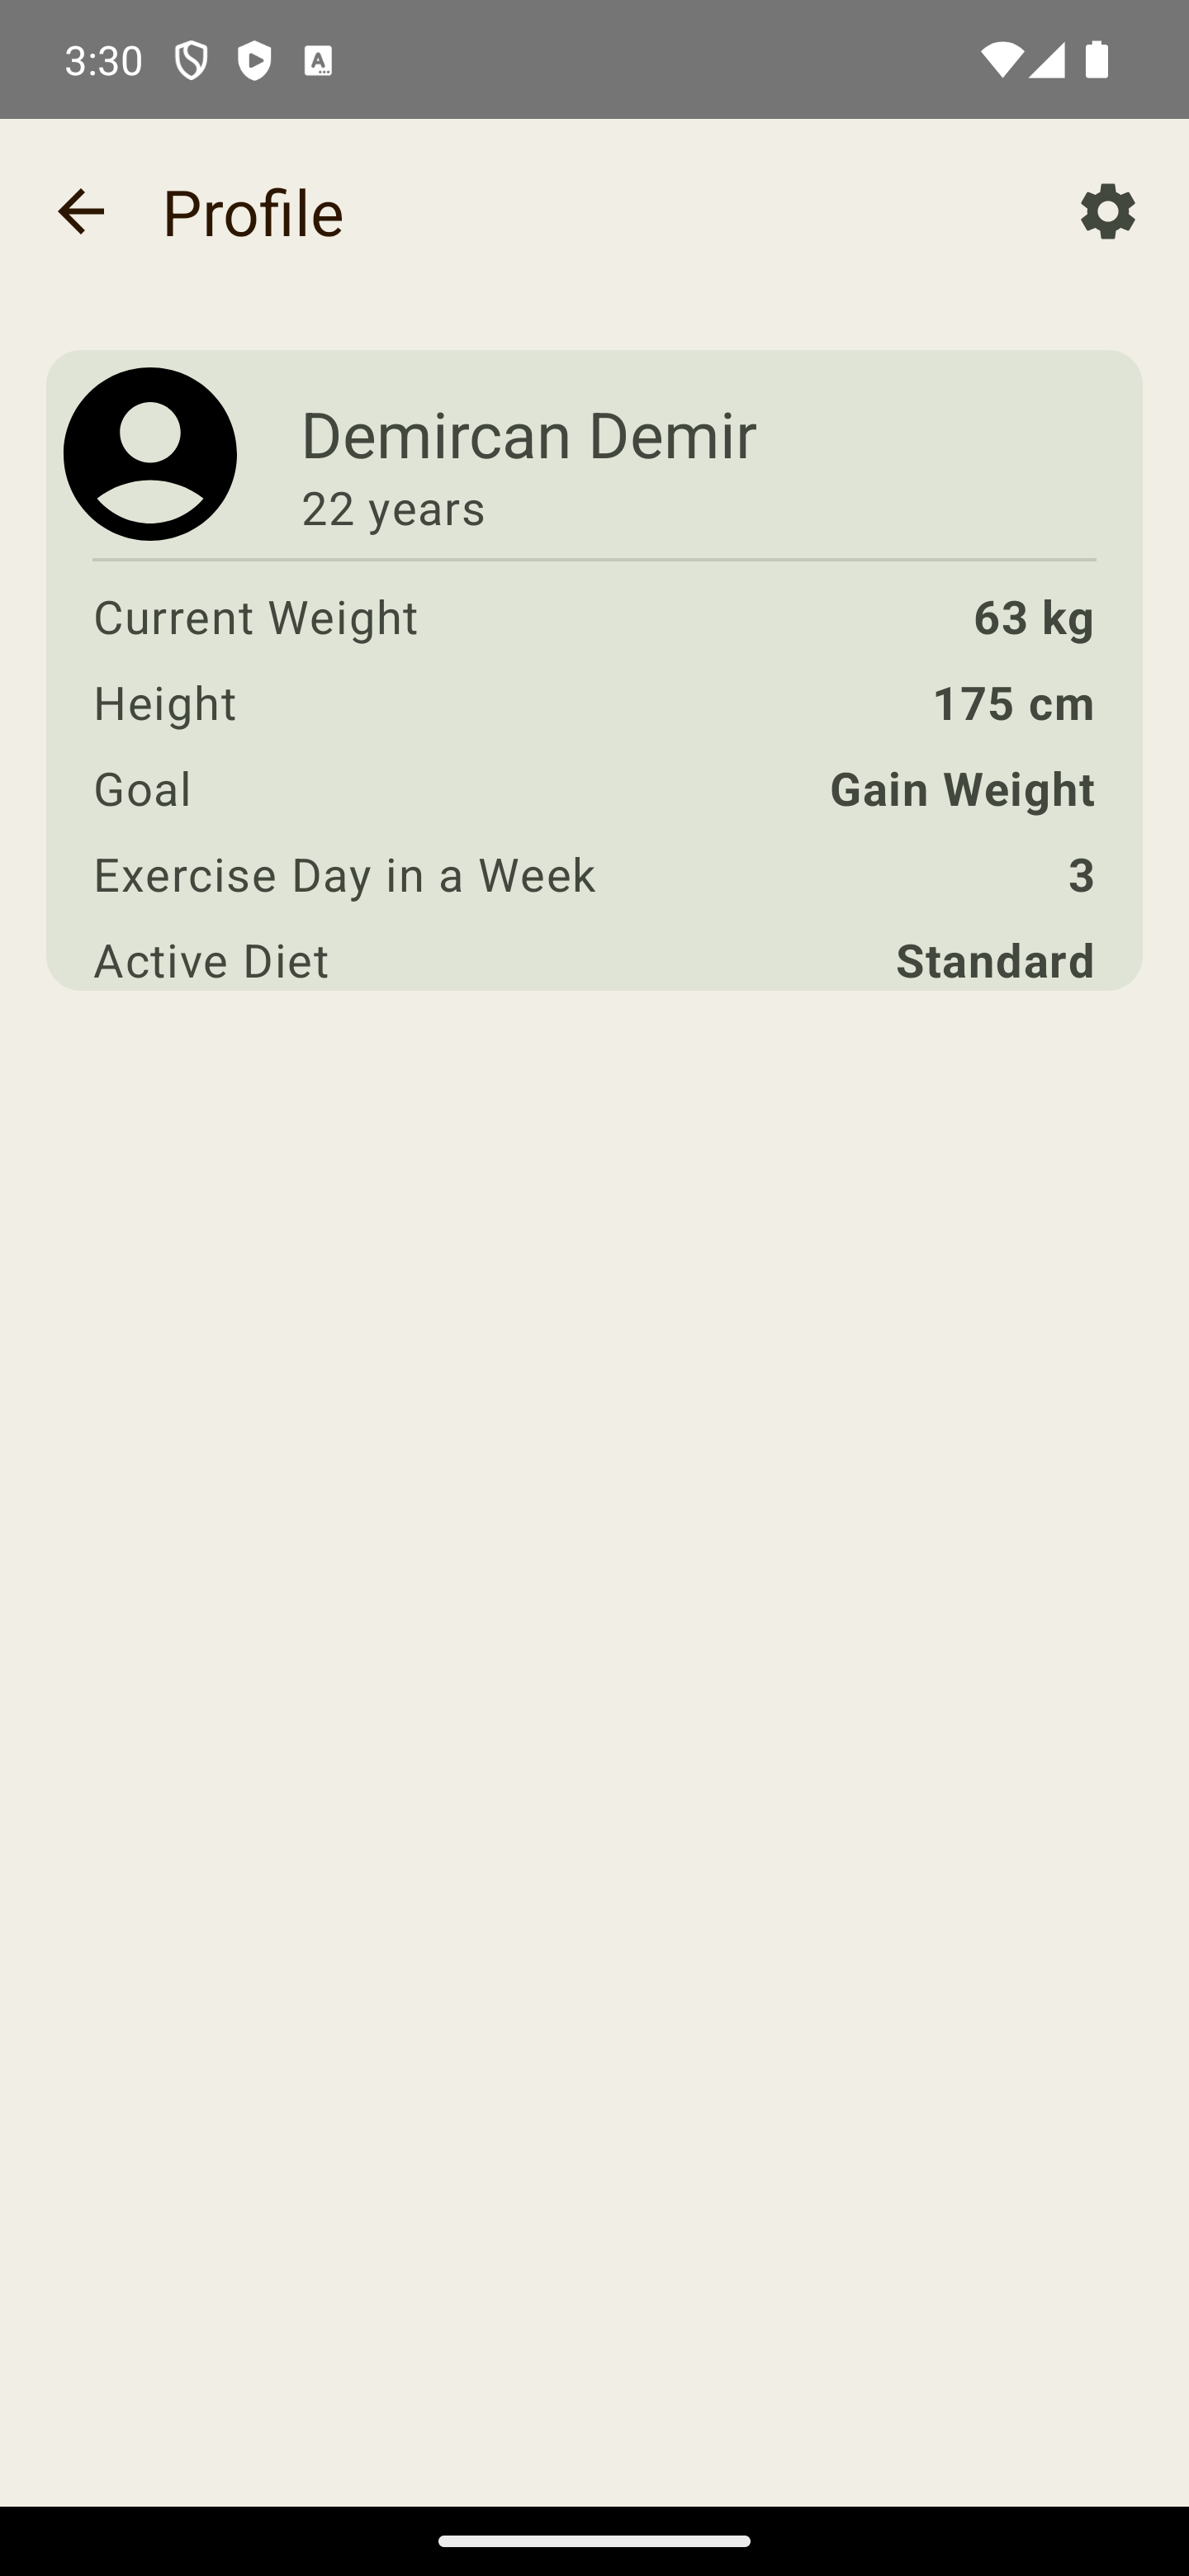 3:30
Profile
Demircan Demir
22 years
Current Weight 63 kg
Height 175 cm
Goal Gain Weight
Exercise Day in a Week 3
Active Diet Standard